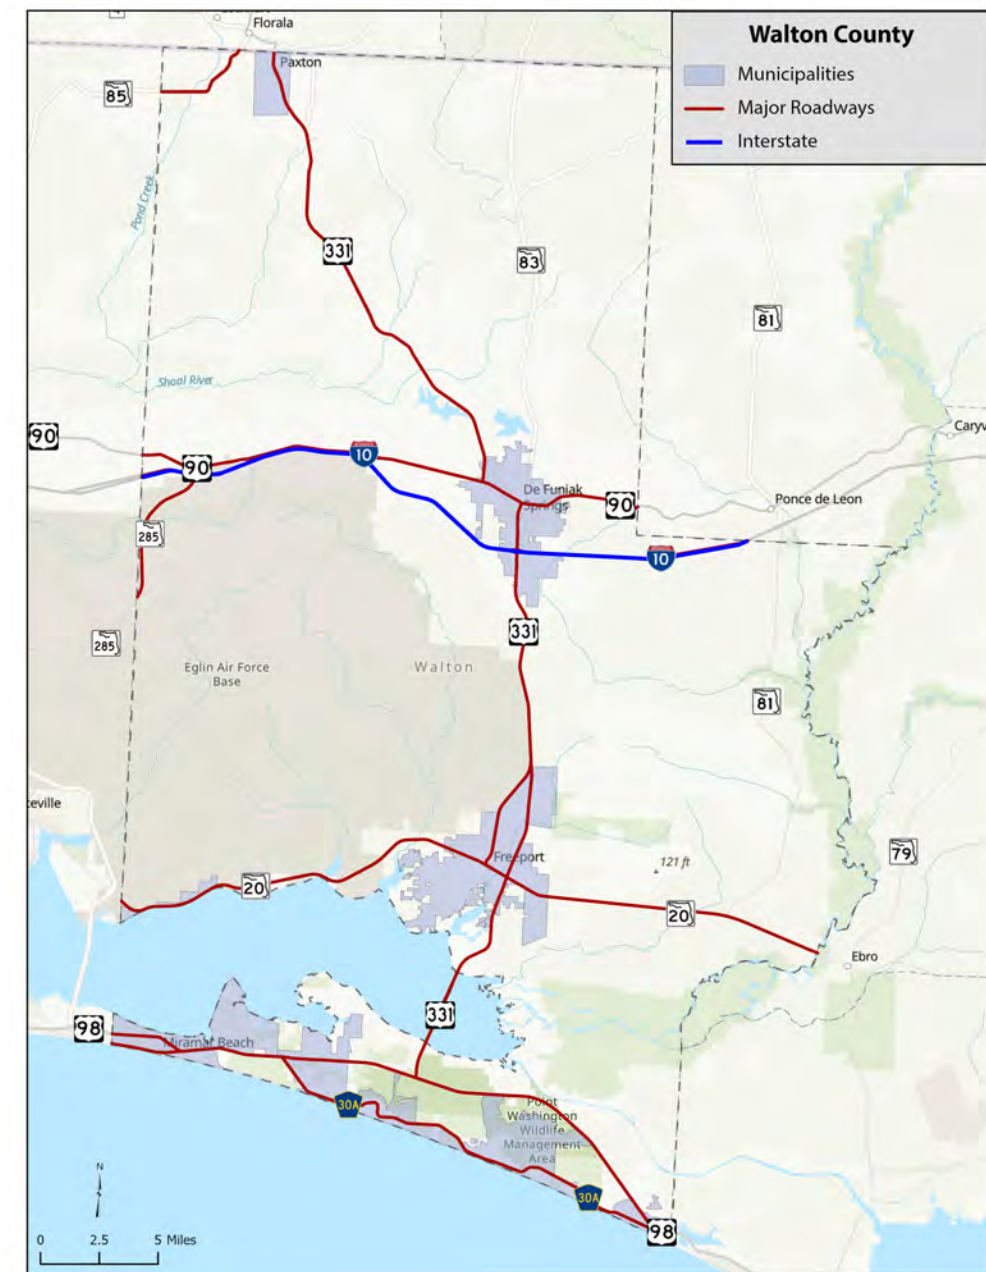 Florala
Paxton
Walton County
Municipalities
Major Roadways
Interstate
85
Pond Creek
331
83
81
Shoal River
90
Caryv
10
90
De Funiak
Springs
90
Ponce de Leon
285
10
331
285
Eglin Air Force
Base
Walton
81
teville
Freeport
121 ft
79
20
20
Ebro
331
98
Miramar Beach
30A
Point
Washington
Wildlife
Management
Area
30A
98
N
0 2.5 5 Miles